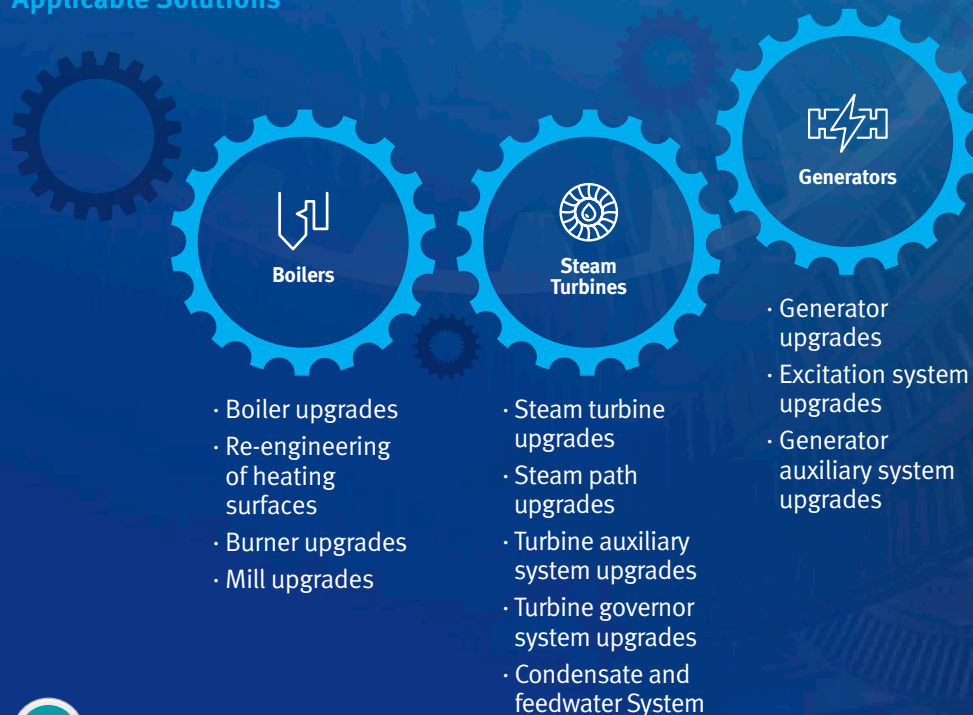 Applicable Solutions
Boilers
· Boiler upgrades
· Re-engineering
of heating
surfaces
· Burner upgrades
· Mill upgrades
Steam
Turbines
· Steam turbine
upgrades
· Steam path
upgrades
· Turbine auxiliary
system upgrades
· Turbine governor
system upgrades
· Condensate and
feedwater System
Generators
· Generator
upgrades
· Excitation system
upgrades
· Generator
auxiliary system
upgrades